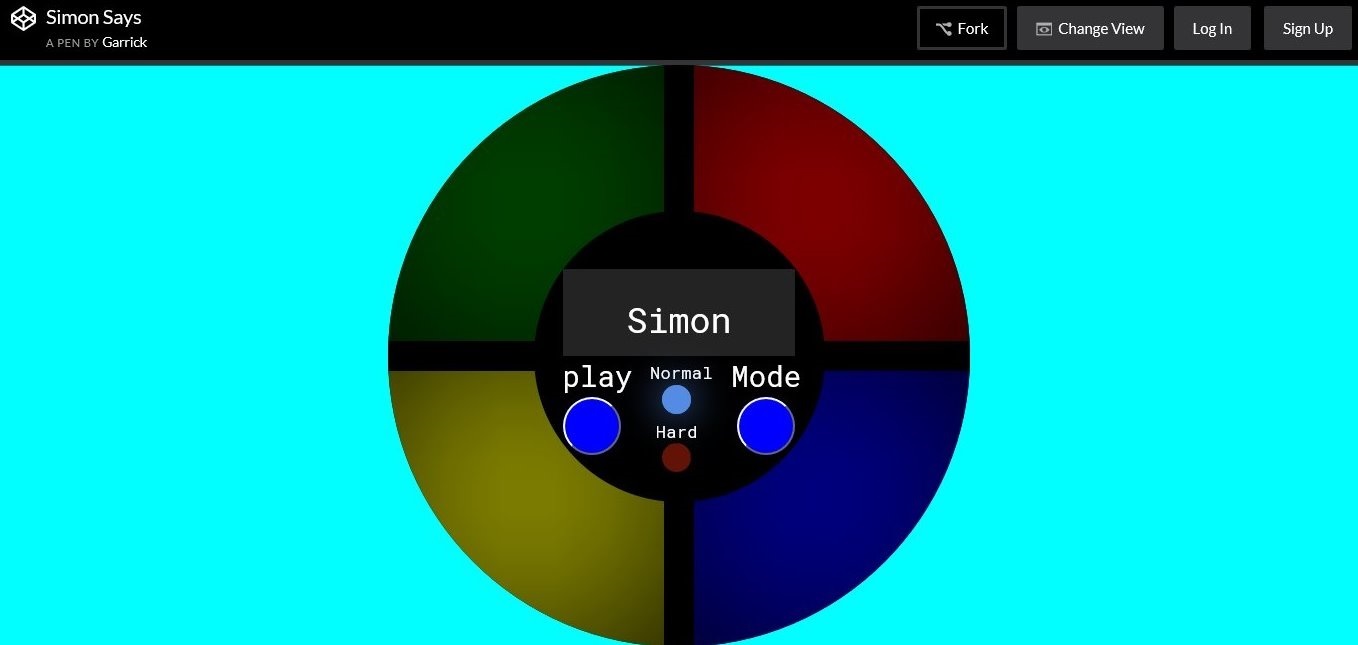 Simon Says
A PEN BY Garrick
Fork
Change View
Log In
Sign Up
Simon
play
Normal
Mode
Hard